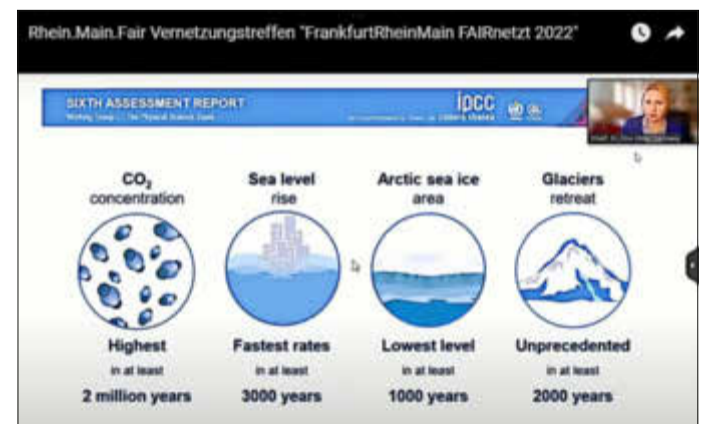 Rhein.Main.Fair Vernetzungstreffen "FrankfurtRheinMain FAIRnetzt 2022"
SIXTH ASSESSMENT REPORT
ipcc
CO₂
concentration
Sea level
rise
Arctic sea ice
area
Glaciers
retreat
Highest
in at least
2 million years
Fastest rates
in at least
3000 years
Lowest level
in at least
1000 years
Unprecedented
in at least
2000 years